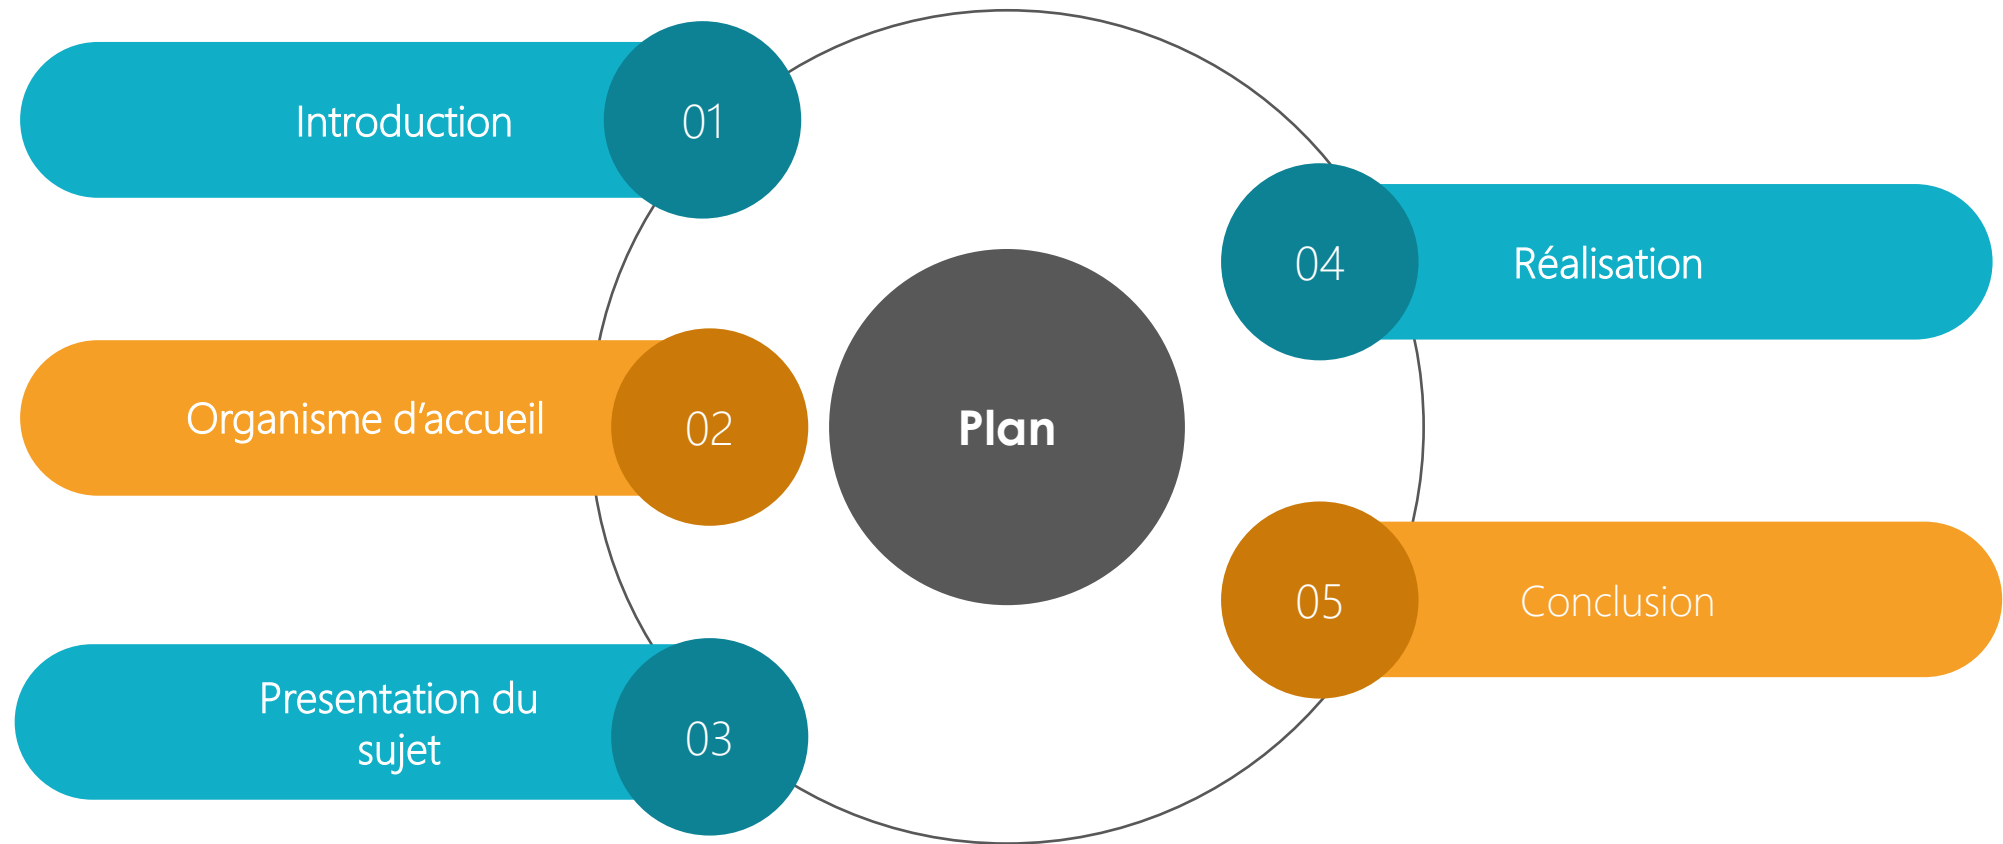 Introduction
01
Organisme d’accueil
02
Presentation du
sujet
03
Plan
04
Réalisation
05
Conclusion